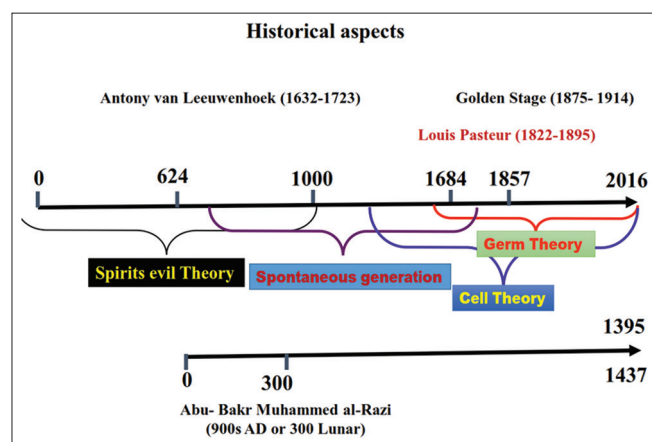 Historical aspects
Antony van Leeuwenhoek (1632-1723)
Golden Stage (1875- 1914)
Louis Pasteur (1822-1895)
0 624 1000 1684 1857 2016
Germ Theory
Spirits evil Theory
Spontaneous generation
Cell Theory
1395
0 300 1437
Abu- Bakr Muhammed al-Razi
(900s AD or 300 Lunar)